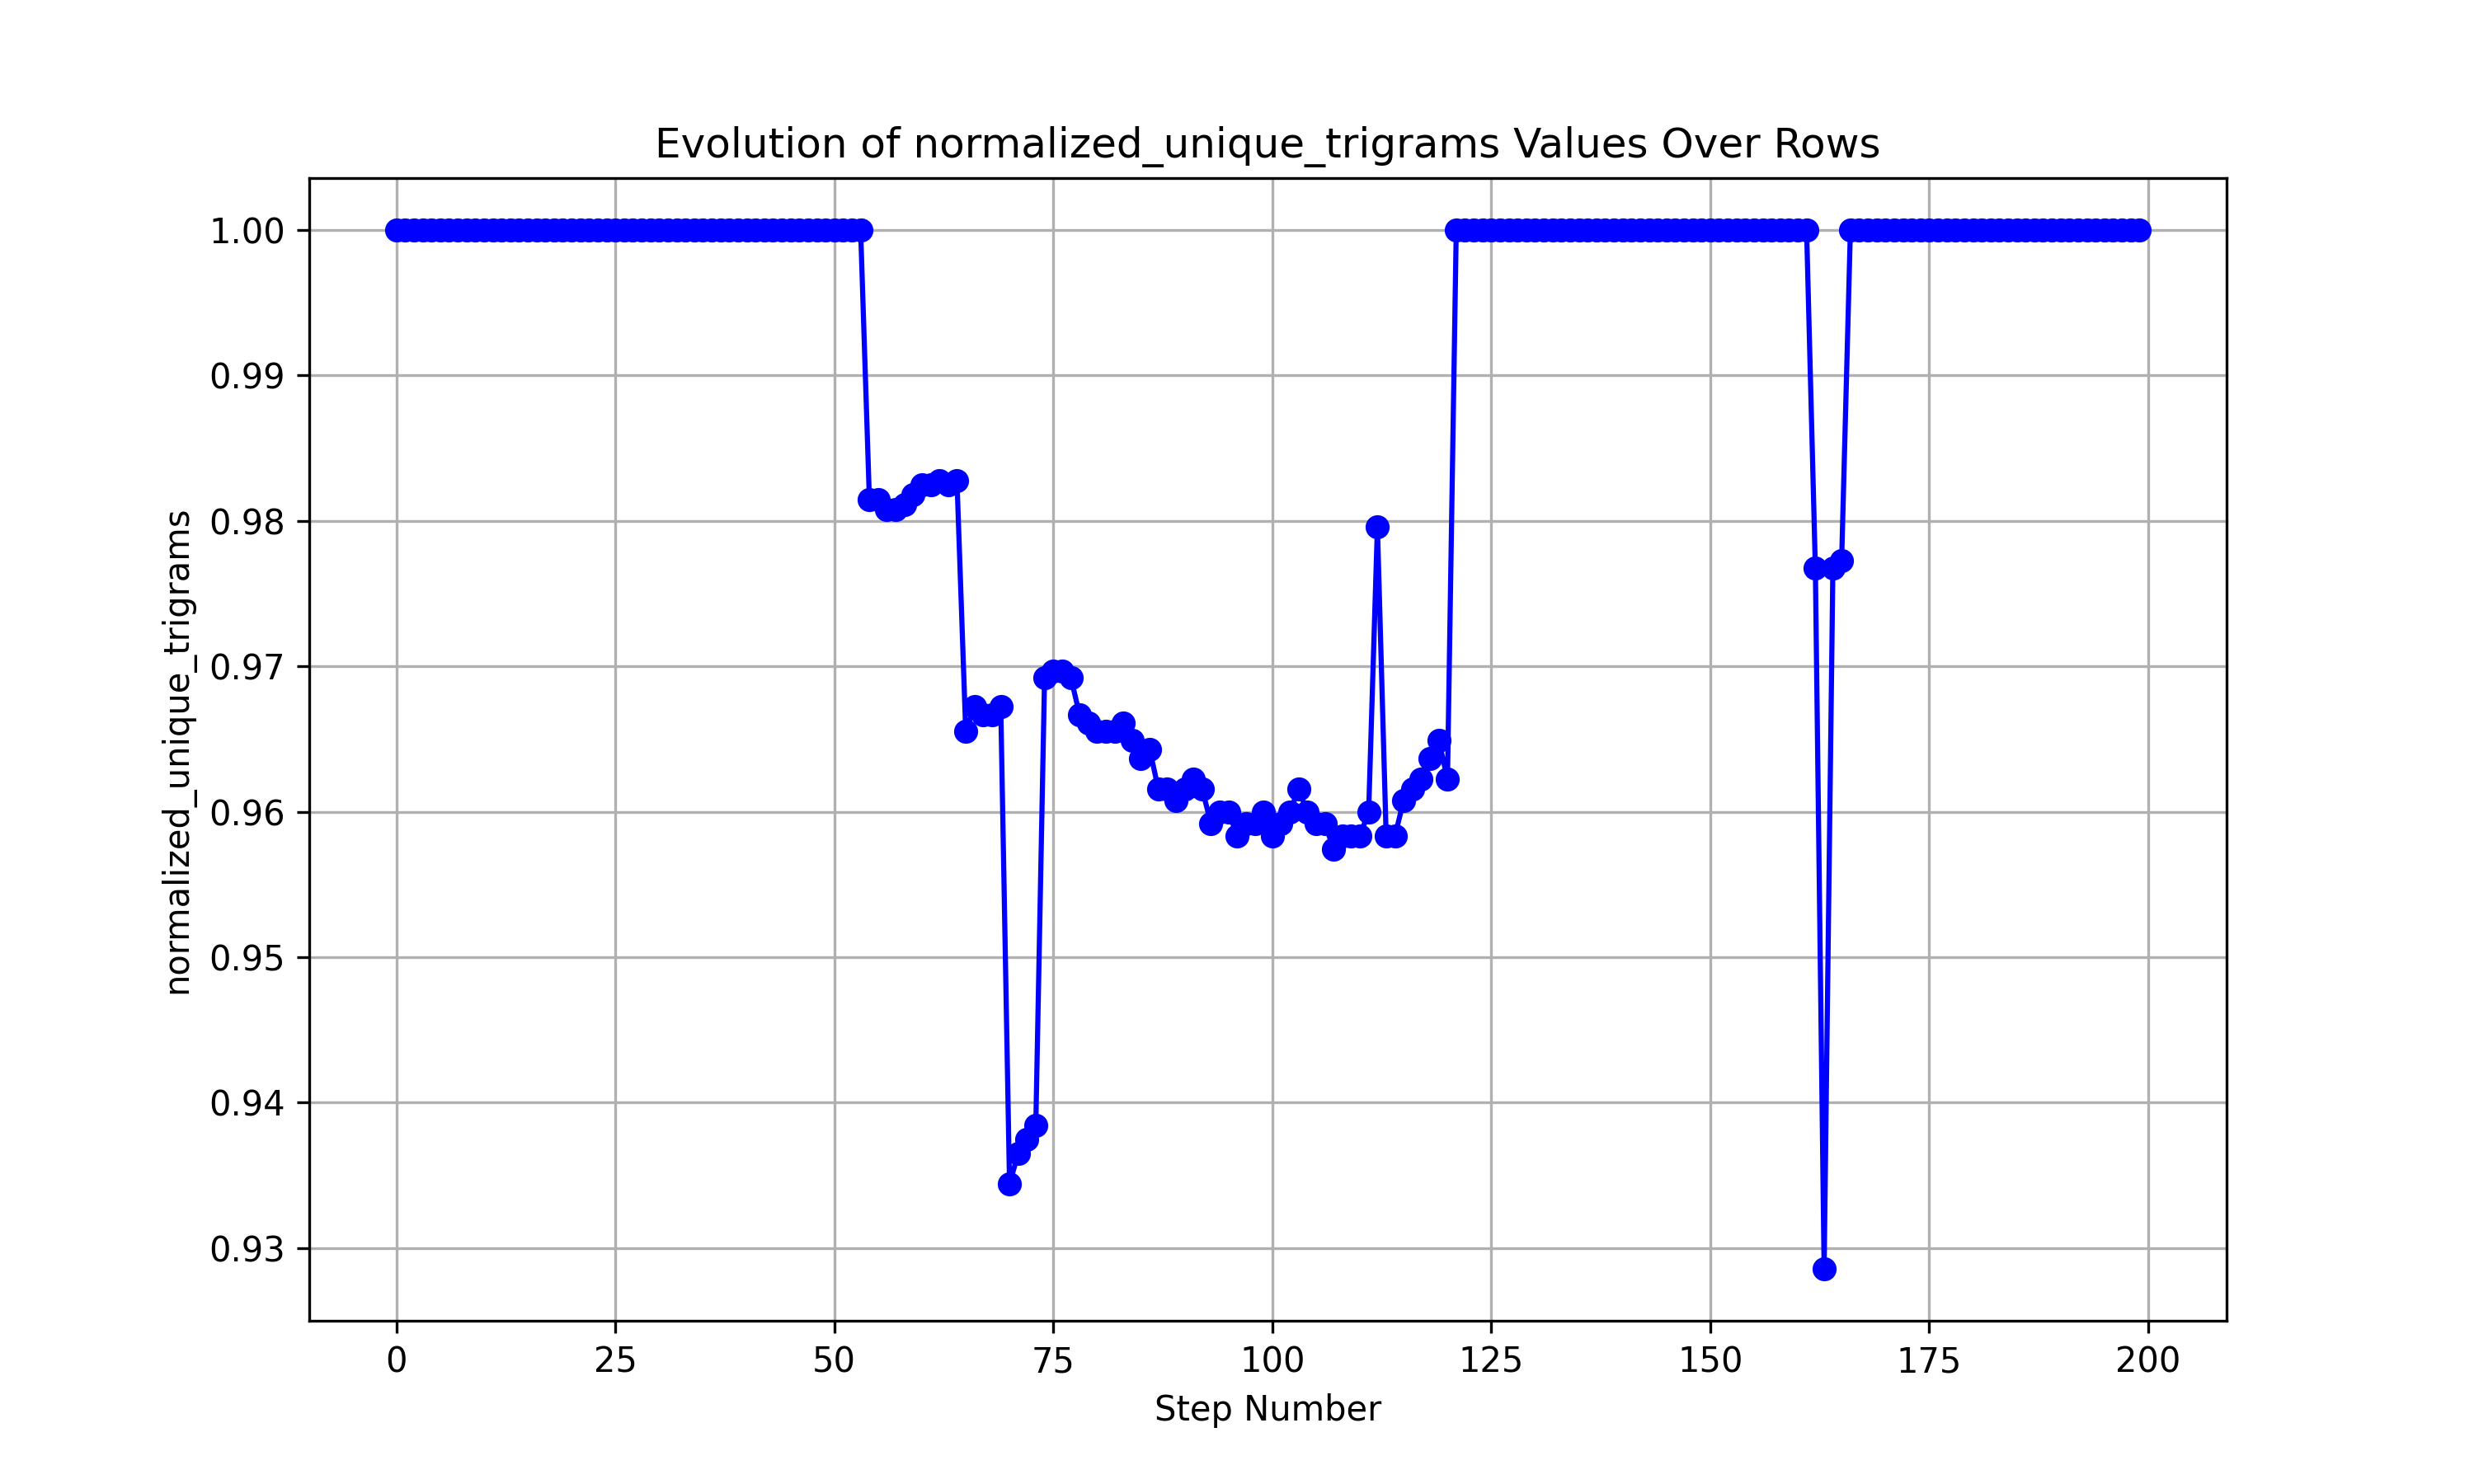 Evolution of normalized_unique_trigrams Values Over Rows
normalized_unique_trigrams
1.00
0.99
0.98
0.97
0.96
0.95
0.94
0.93
0 25 50 75 100 125 150 175 200
Step Number